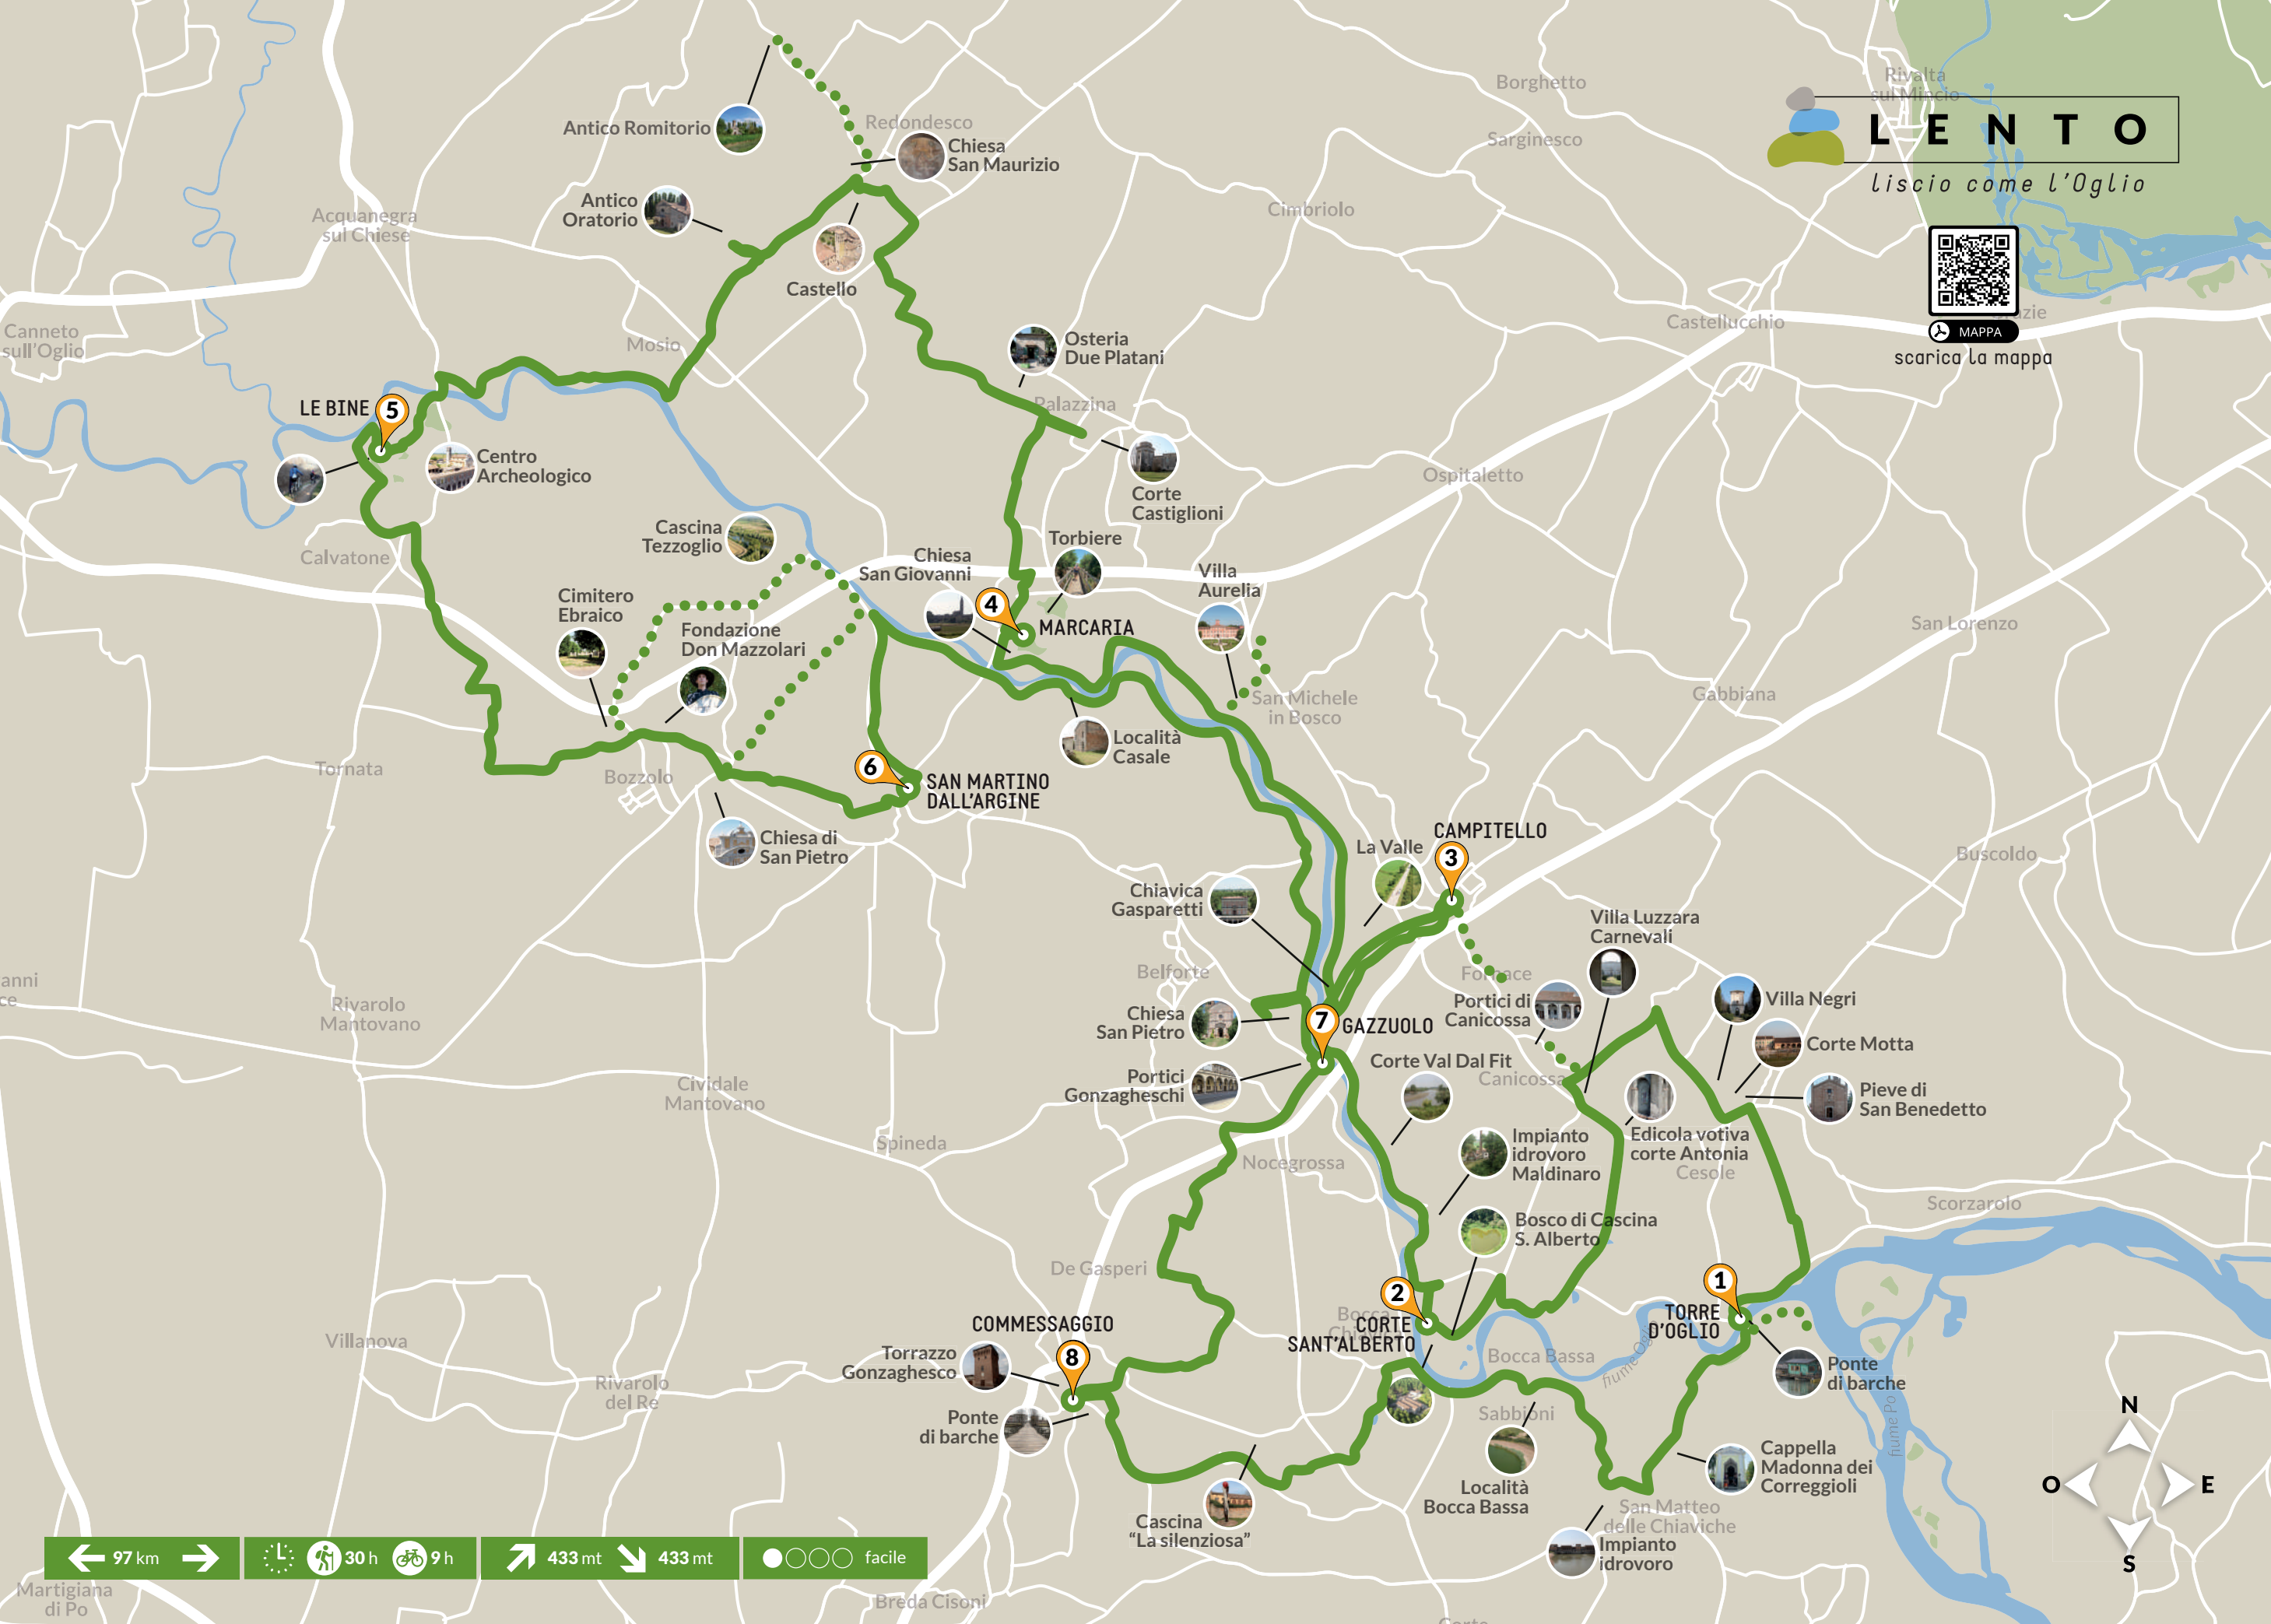 Borghetto
Rivalta
sul Mincio
LENTO
liscio come l'Oglio
Sarginesco
Cimbriolo
Redondesco
Antico Romitorio
Chiesa
San Maurizio
Antico
Oratorio
Castello
Acquanegra
sul Chiese
Canneto
sull'Oglio
Mosio
Osteria
Due Platani
Castellucchio
MAPPA
scarica la mappa
Palazzina
LE BINE
5
Centro
Archeologico
Corte
Castiglioni
Ospitaletto
Cascina
Tezzoglio
Calvatone
Chiesa
San Giovanni
Torbiere
Villa
Aurelia
Cimitero
Ebraico
Fondazione
Don Mazzolari
4
MARCARIA
San Lorenzo
San Michele
in Bosco
Gabbiana
Località
Casale
Tornata
Bozzolo
6
SAN MARTINO
DALL'ARGINE
Chiesa di
San Pietro
CAMPITELLO
3
La Valle
Buscoldo
Chiavica
Gasparetti
Villa Luzzara
Carnevali
Belforte
Portici di
Canicossa
Villa Negri
Rivarolo
Mantovano
Chiesa
San Pietro
7
GAZZUOLO
Corte Motta
Corte Val Dal Fit
Canicossa
Portici
Gonzagheschi
Cividale
Mantovano
Pieve di
San Benedetto
Edicola votiva
corte Antonia
Cesole
Spineda
Nocegrossa
Impianto
idrovoro
Maldinaro
Scorzarolo
Bosco di Cascina
S. Alberto
De Gasperi
2
CORTE
SANT'ALBERTO
1
TORRE
D'OGLIO
Bocca
COMMESSAGGIO
8
Villanova
Torrazzo
Gonzaghesco
Bocca Bassa
fiume Oglio
Ponte
di barche
Rivarolo
del Re
Ponte
di barche
Sabbioni
fiume Po
Cappella
Madonna dei
Correggioli
Località
Bocca Bassa
Cascina
"La silenziosa"
San Matteo
delle Chiaviche
Impianto
idrovoro
N
O
E
S
97 km
30 h
9 h
433 mt
433 mt
facile
Martigiana
di Po
Breda Cisoni